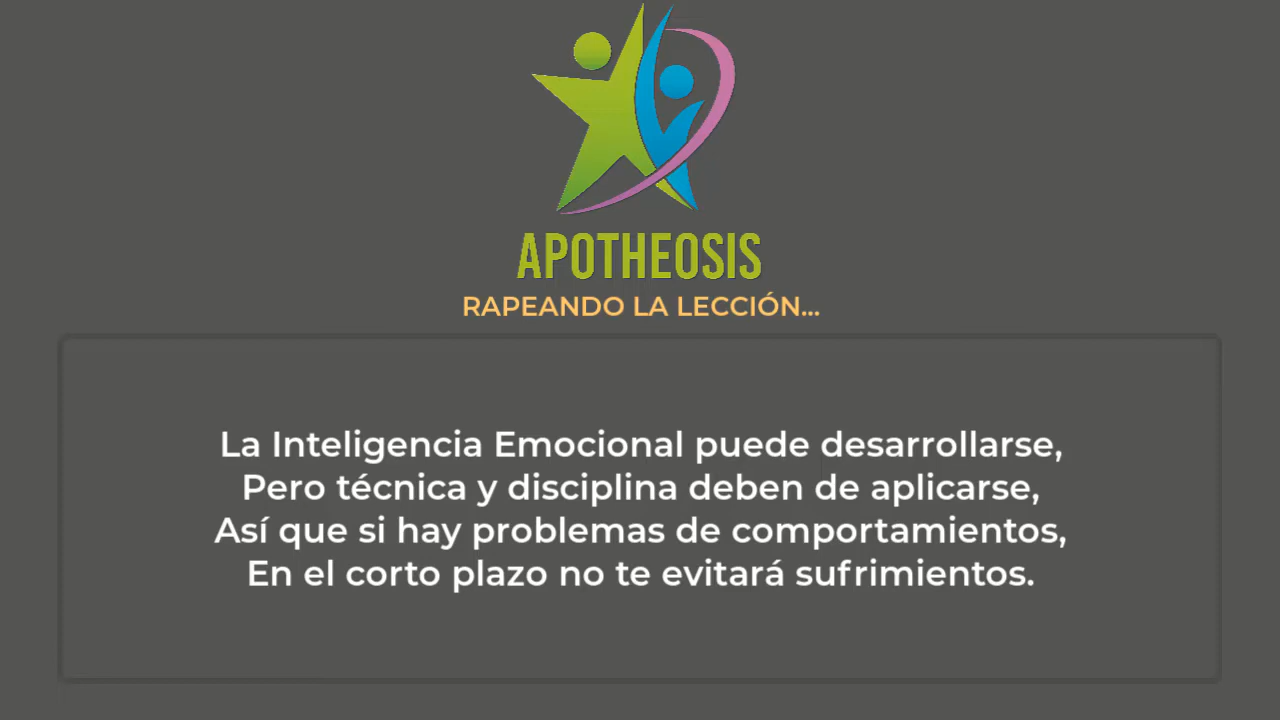 APOTHEOSIS
RAPEANDO LA LECCIÓN...
La Inteligencia Emocional puede desarrollarse,
Pero técnica y disciplina deben de aplicarse,
Así que si hay problemas de comportamientos,
En el corto plazo no te evitará sufrimientos.